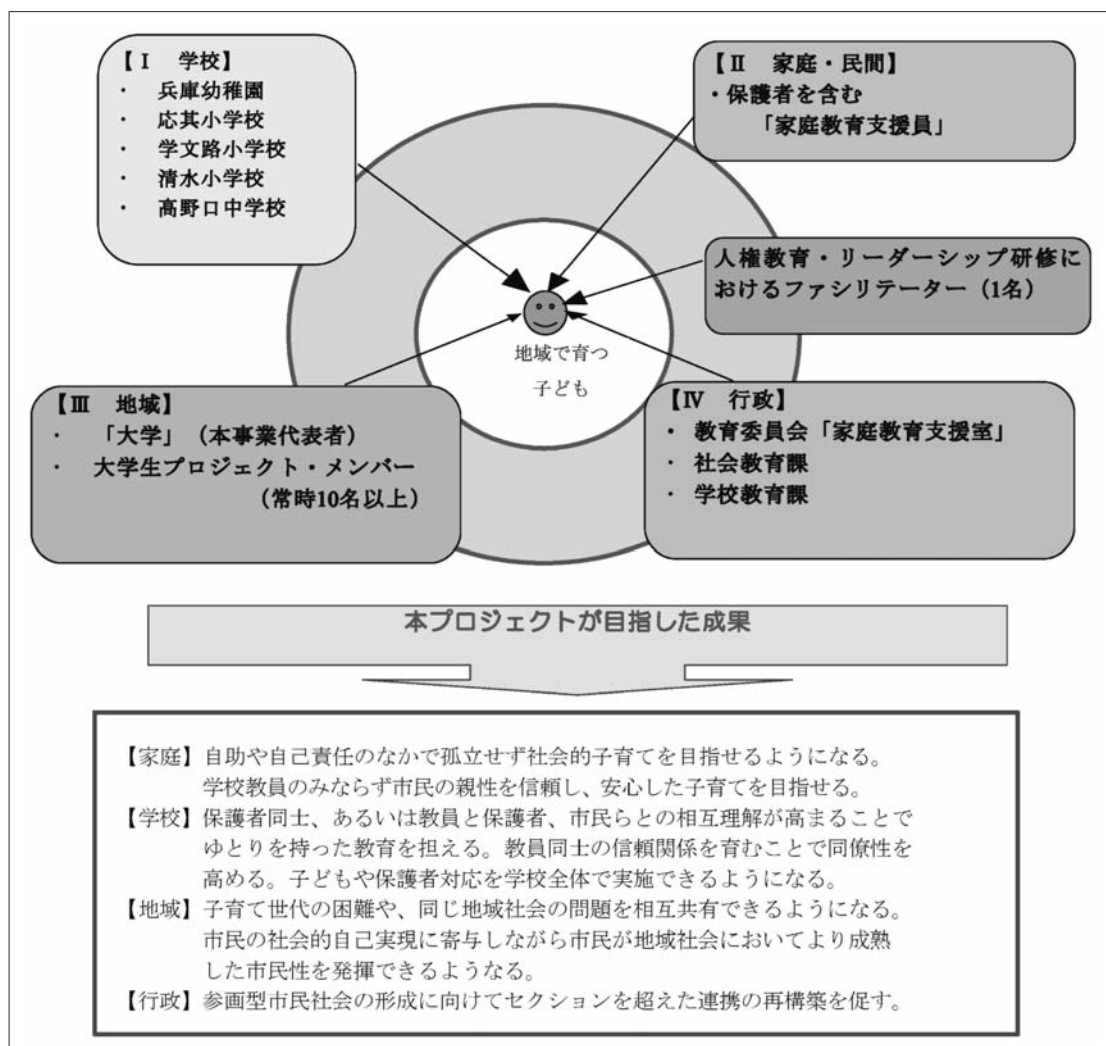 【Ⅰ 学校】
・ 兵庫幼稚園
・ 応其小学校
・ 学文路小学校
・ 清水小学校
・ 高野口中学校
【Ⅱ 家庭・民間】
・保護者を含む
「家庭教育支援員」
人権教育・リーダーシップ研修に
おけるファシリテーター（1名）
地域で育つ
子ども
【Ⅲ 地域】
・ 「大学」（本事業代表者）
・ 大学生プロジェクト・メンバー
（常時10名以上）
【Ⅳ 行政】
・ 教育委員会「家庭教育支援室」
・ 社会教育課
・ 学校教育課
本プロジェクトが目指した成果
【家庭】自助や自己責任のなかで孤立せず社会的子育てを目指せるようになる。
学校教員のみならず市民の親性を信頼し、安心した子育てを目指せる。
【学校】保護者同士、あるいは教員と保護者、市民らとの相互理解が高まることで
ゆとりを持った教育を担える。教員同士の信頼関係を育むことで同僚性を
高める。子どもや保護者対応を学校全体で実施できるようになる。
【地域】子育て世代の困難や、同じ地域社会の問題を相互共有できるようになる。
市民の社会的自己実現に寄与しながら市民が地域社会においてより成熟
した市民性を発揮できるようなる。
【行政】参画型市民社会の形成に向けてセクションを超えた連携の再構築を促す。